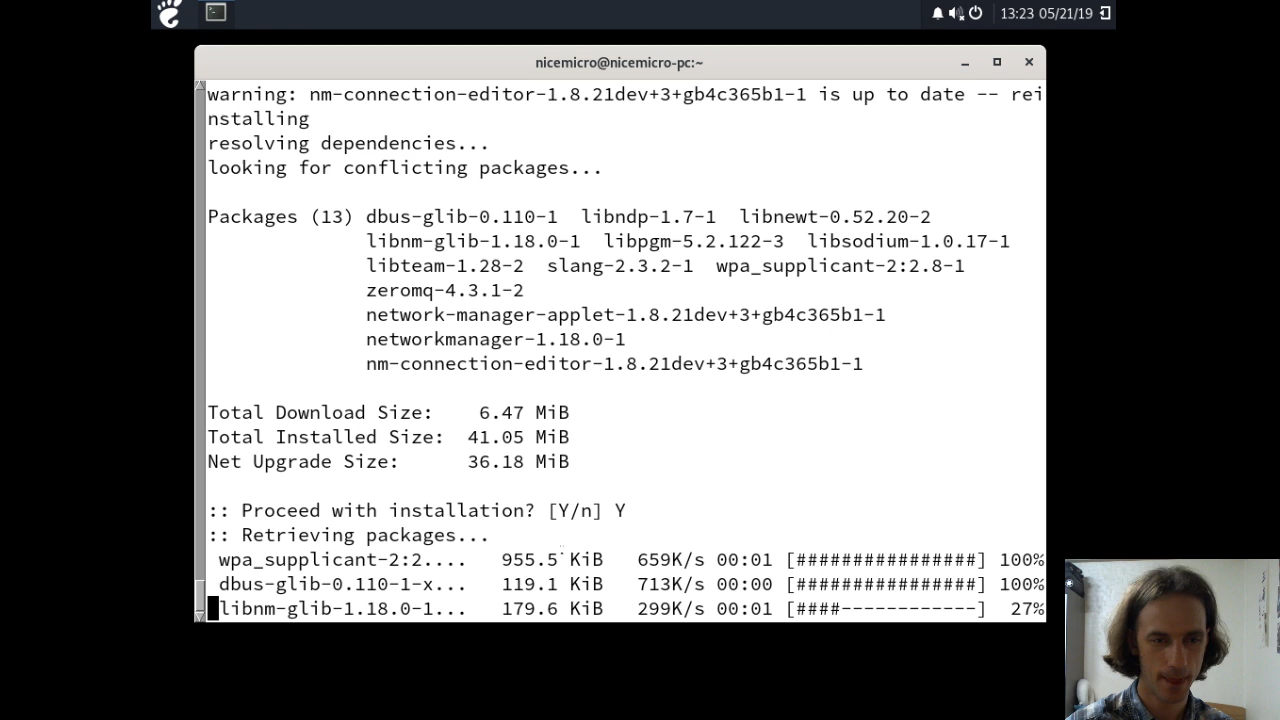 13:23 05/21/19
nicemicro@nicemicro-pc:~
warning: nm-connection-editor-1.8.21dev+3+gb4c365b1-1 is up to date -- rei
nstalling
resolving dependencies...
looking for conflicting packages...
Packages (13) dbus-glib-0.110-1 libndp-1.7-1 libnewt-0.52.20-2
libnm-glib-1.18.0-1 libpgm-5.2.122-3 libsodium-1.0.17-1
libteam-1.28-2 slang-2.3.2-1 wpa_supplicant-2:2.8-1
zeromq-4.3.1-2
network-manager-applet-1.8.21dev+3+gb4c365b1-1
networkmanager-1.18.0-1
nm-connection-editor-1.8.21dev+3+gb4c365b1-1
Total Download Size: 6.47 MiB
Total Installed Size: 41.05 MiB
Net Upgrade Size: 36.18 MiB
:: Proceed with installation? [Y/n] Y
:: Retrieving packages...
wpa_supplicant-2:2.... 955.5 KiB 659K/s 00:01 [################] 100%
dbus-glib-0.110-1-x... 119.1 KiB 713K/s 00:00 [################] 100%
libnm-glib-1.18.0-1... 179.6 KiB 299K/s 00:01 [####------------] 27%